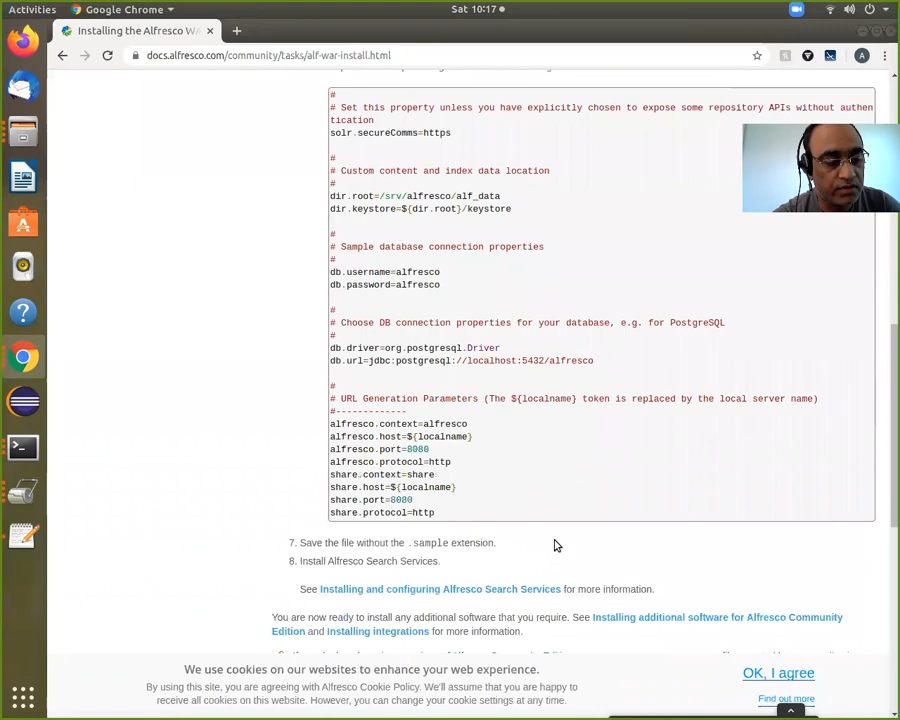 Activities
Google Chrome
Sat 10:17
Installing the Alfresco WA
docs.alfresco.com/community/tasks/alf-war-install.html
A
#
# Set this property unless you have explicitly chosen to expose some repository APIs without authen
tication
solr.secureComms=https
#
# Custom content and index data location
#
dir.root=/srv/alfresco/alf_data
dir.keystore=${dir.root}/keystore
#
# Sample database connection properties
#
db.username=alfresco
db.password=alfresco
#
# Choose DB connection properties for your database, e.g. for PostgreSQL
#
db.driver=org.postgresql.Driver
db.url=jdbc:postgresql://localhost:5432/alfresco
#
# URL Generation Parameters (The ${localname} token is replaced by the local server name)
#-------------
alfresco.context=alfresco
alfresco.host=${localname}
alfresco.port=8080
alfresco.protocol=http
share.context=share
share.host=${localname}
share.port=8080
share.protocol=http
7. Save the file without the .sample extension.
8. Install Alfresco Search Services.
See Installing and configuring Alfresco Search Services for more information.
You are now ready to install any additional software that you require. See Installing additional software for Alfresco Community
Edition and Installing integrations for more information.
We use cookies on our websites to enhance your web experience.
By using this site, you are agreeing with Alfresco Cookie Policy. We'll assume that you are happy to
receive all cookies on this website. However, you can change your cookie settings at any time.
OK, I agree
Find out more